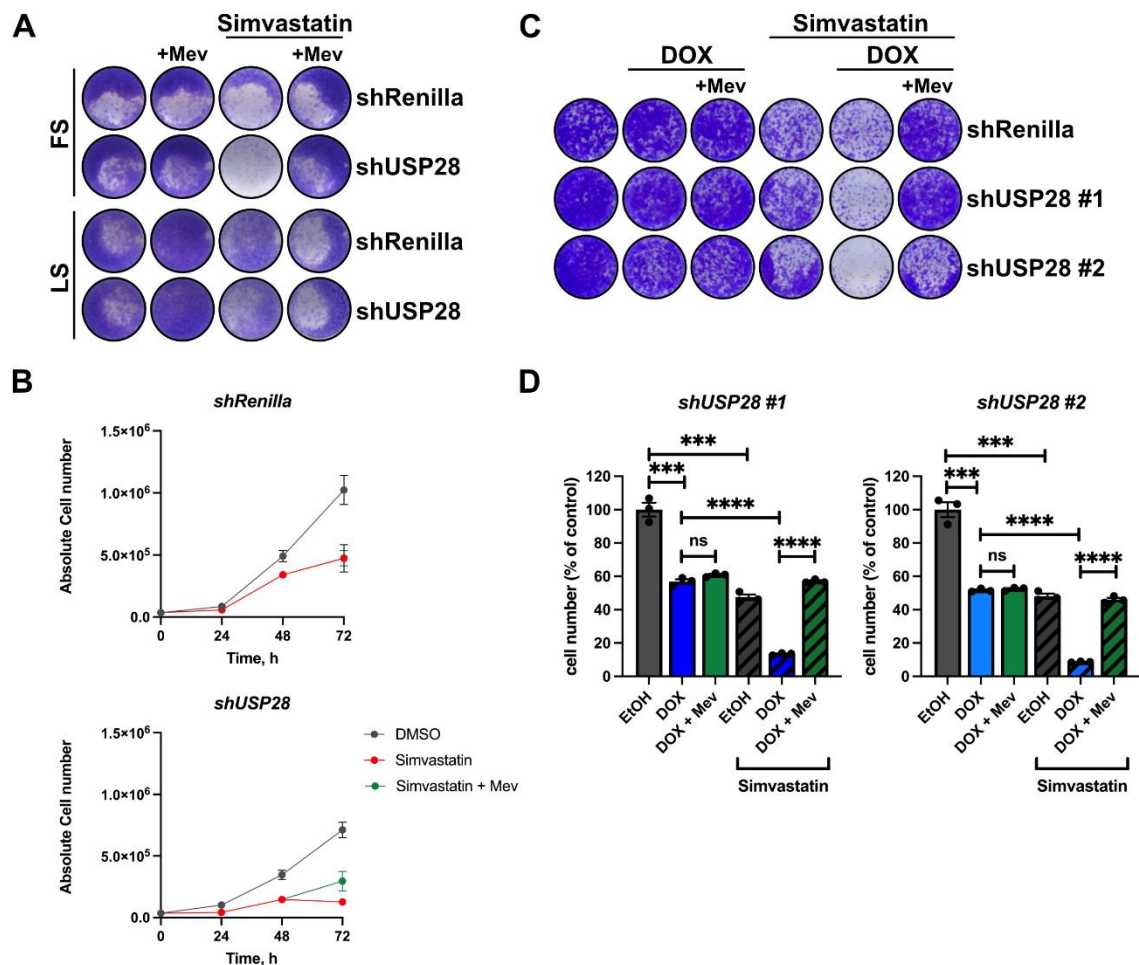 A
Simvastatin
+Mev
+Mev
FS
shRenilla
shUSP28
LS
shRenilla
shUSP28
B
shRenilla
Absolute Cell number
1.5×10⁶
1.0×10⁶
5.0×10⁵
0.0
0 24 48 72
Time, h
shUSP28
Absolute Cell number
1.5×10⁶
1.0×10⁶
5.0×10⁵
0.0
0 24 48 72
Time, h
DMSO
Simvastatin
Simvastatin + Mev
C
Simvastatin
DOX
DOX
+Mev
+Mev
shRenilla
shUSP28 #1
shUSP28 #2
D
shUSP28 #1
cell number (% of control)
120
100
80
60
40
20
0
***
***
****
ns
****
EtOH
DOX
DOX + Mev
EtOH
DOX
DOX + Mev
Simvastatin
shUSP28 #2
cell number (% of control)
120
100
80
60
40
20
0
***
***
****
ns
****
EtOH
DOX
DOX + Mev
EtOH
DOX
DOX + Mev
Simvastatin